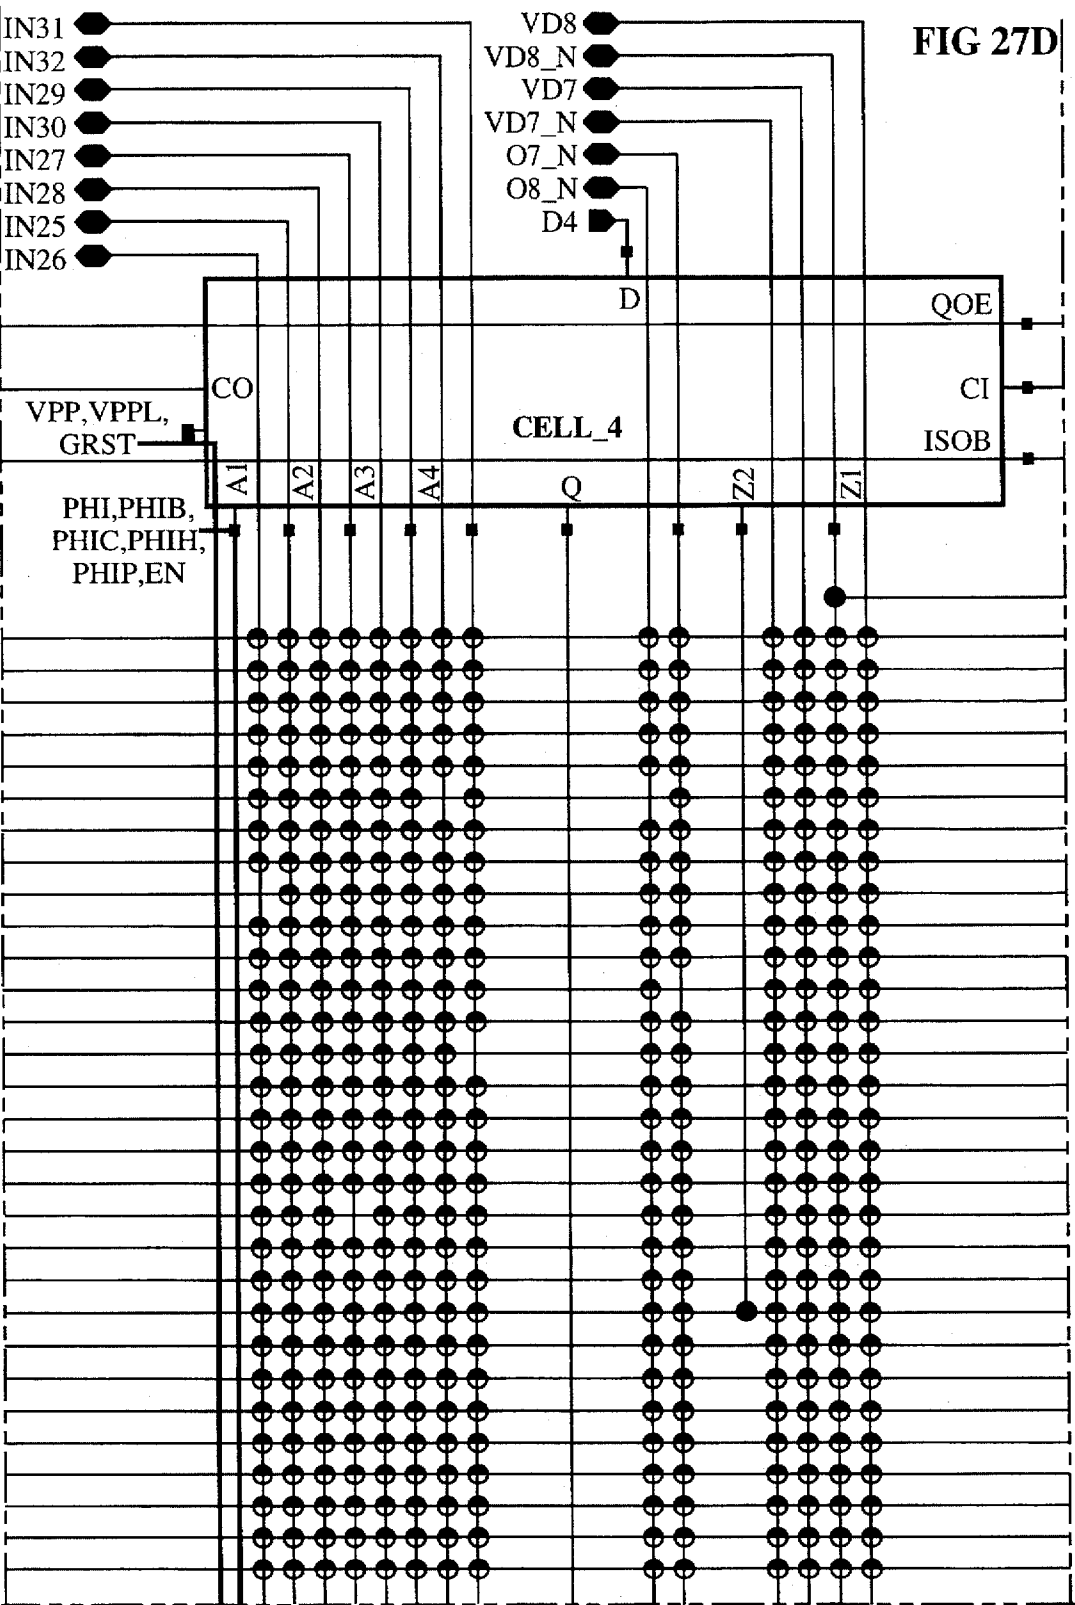 FIG 27D
IN31
IN32
IN29
IN30
IN27
IN28
IN25
IN26
VD8
VD8_N
VD7
VD7_N
O7_N
O8_N
D4
D
QOE
CO
CI
VPP,VPPL,
GRST
CELL_4
ISOB
A1
A2
A3
A4
Q
Z2
Z1
PHI,PHIB,
PHIC,PHIH,
PHIP,EN